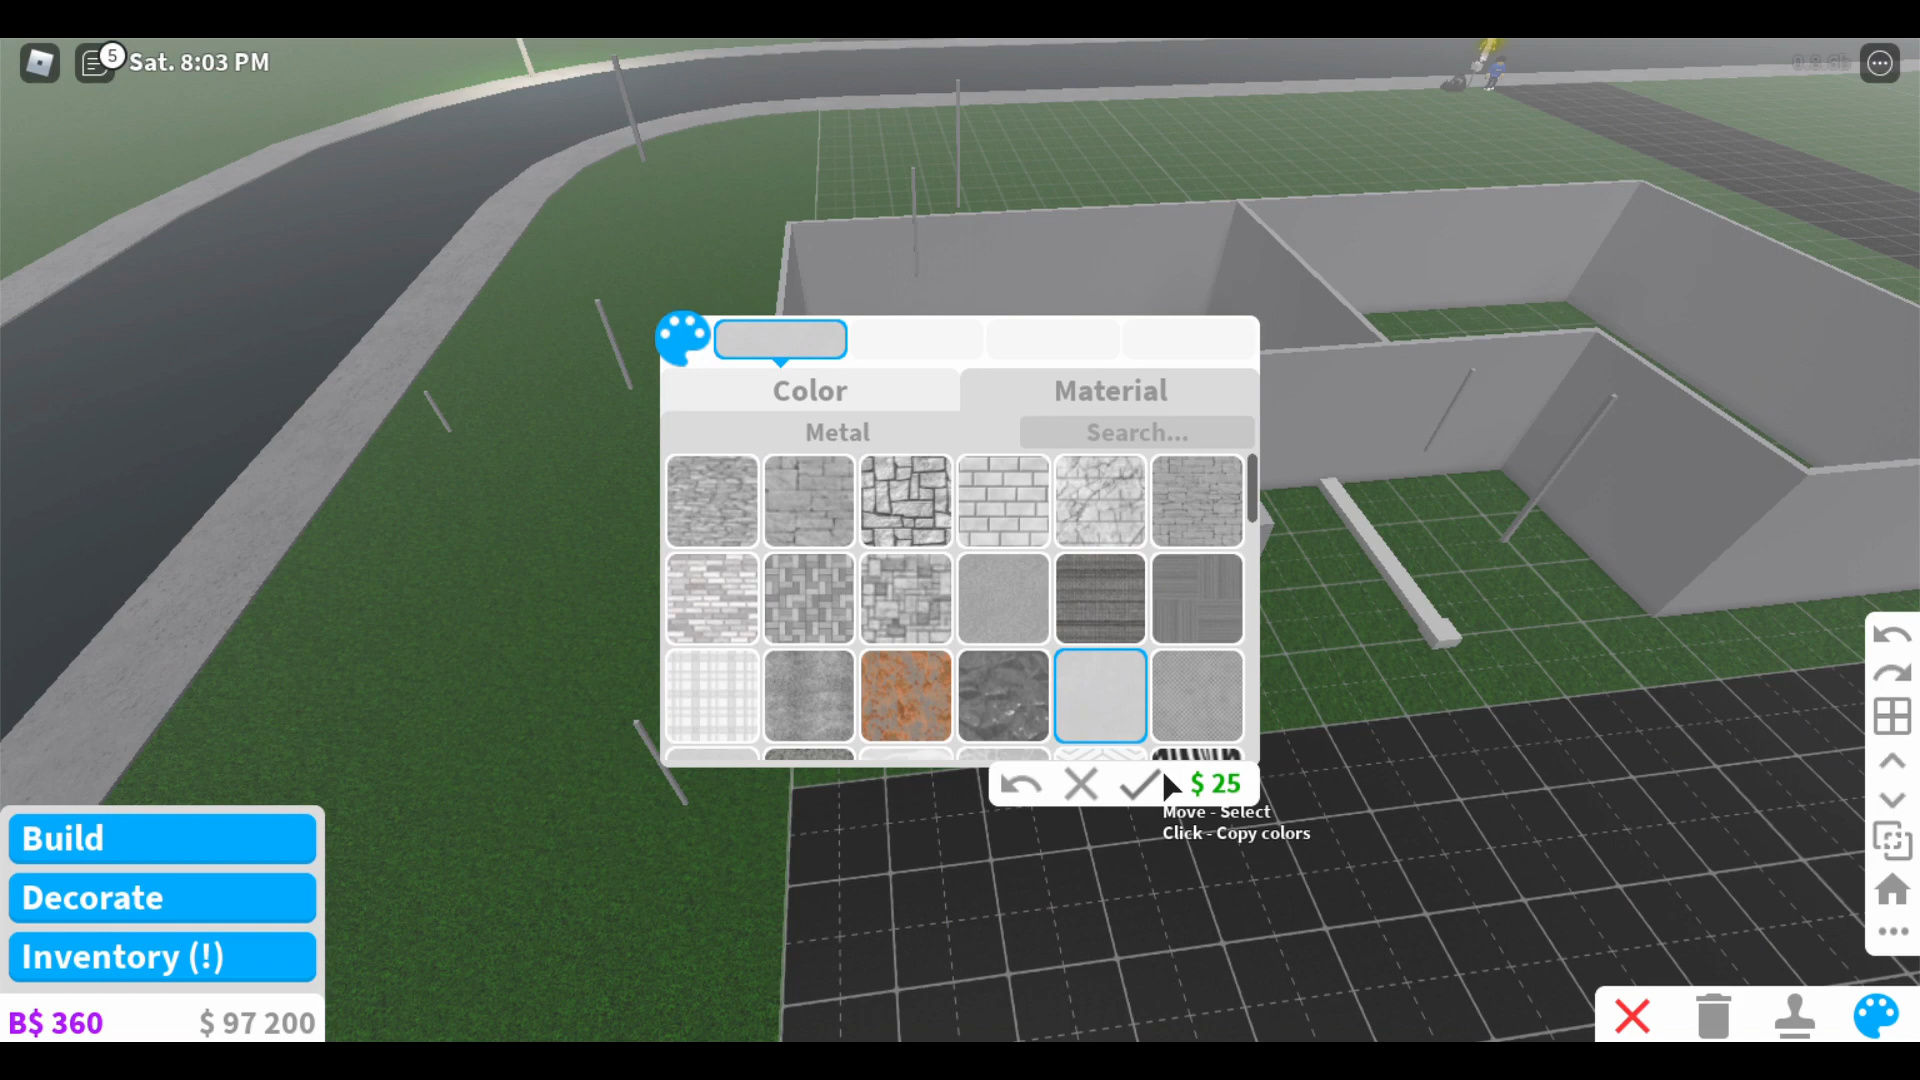 5
Sat. 8:03 PM
Color
Material
Metal
Search...
$ 25
Move - Select
Click - Copy colors
Build
Decorate
Inventory (!)
B$ 360
$ 97 200